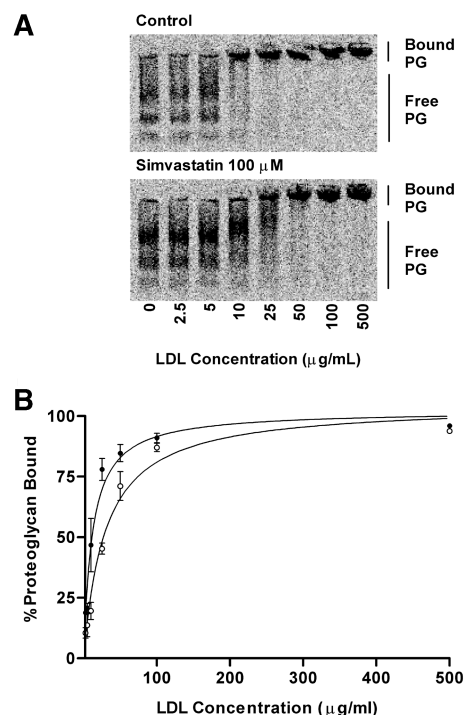 A
Control
Bound
PG
Free
PG
Simvastatin 100 μM
Bound
PG
Free
PG
0 2.5 5 10 25 50 100 500
LDL Concentration (μg/mL)
B
100
75
50
25
0
% Proteoglycan Bound
100 200 300 400 500
LDL Concentration (μg/ml)